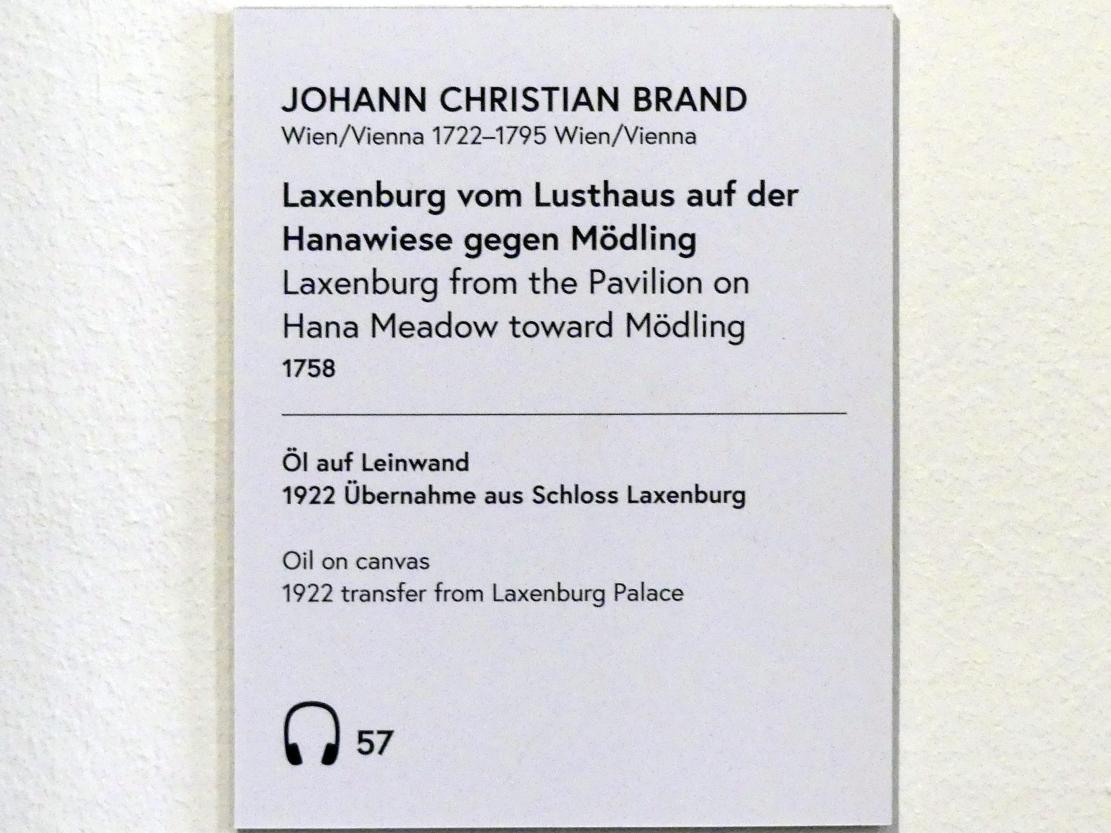 JOHANN CHRISTIAN BRAND
Wien/Vienna 1722–1795 Wien/Vienna
Laxenburg vom Lusthaus auf der
Hanawiese gegen Mödling
Laxenburg from the Pavilion on
Hana Meadow toward Mödling
1758
Öl auf Leinwand
1922 Übernahme aus Schloss Laxenburg
Oil on canvas
1922 transfer from Laxenburg Palace
57